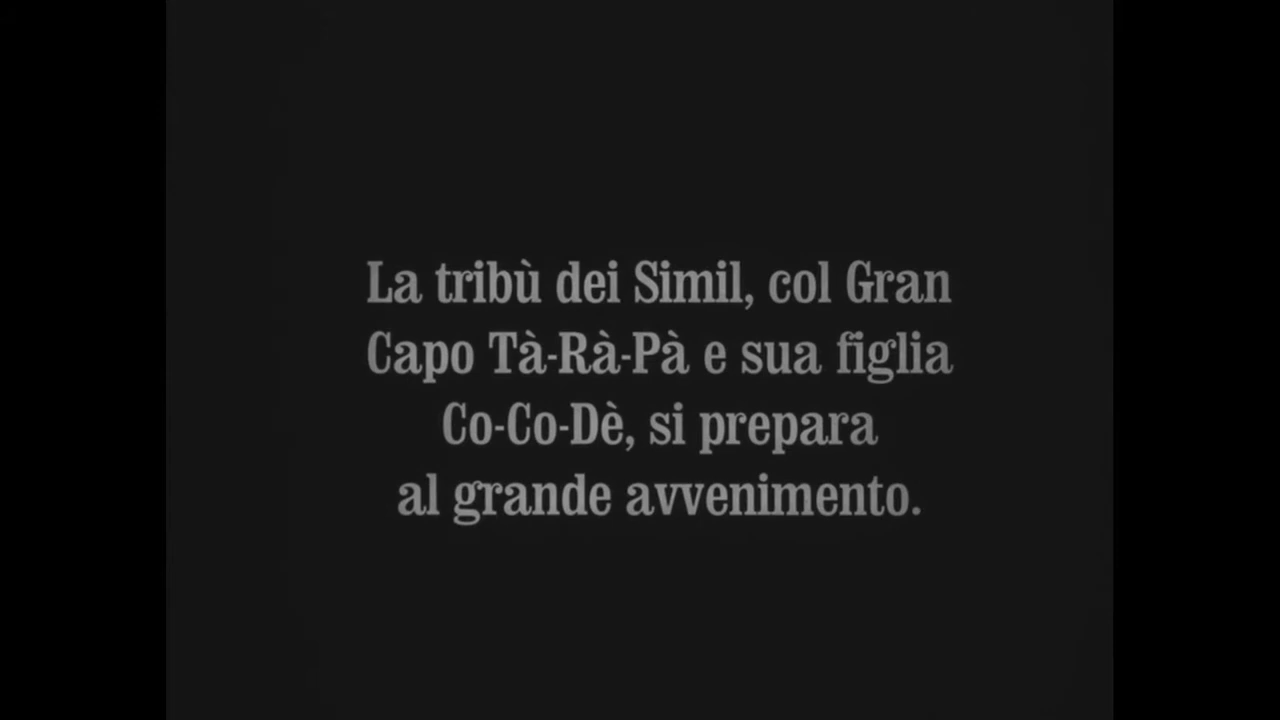 La tribù dei Simil, col Gran
Capo Tà-Rà-Pà e sua figlia
Co-Co-Dè, si prepara
al grande avvenimento.